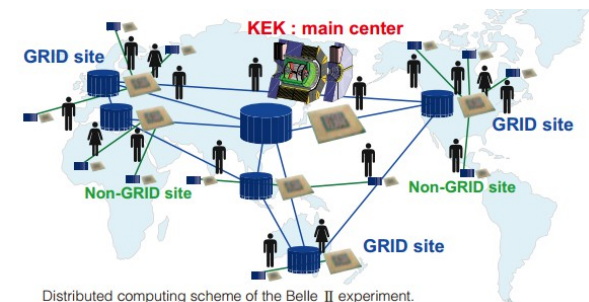 KEK : main center
GRID site
GRID site
Non-GRID site
Non-GRID site
GRID site
Distributed computing scheme of the Belle Ⅱ experiment.